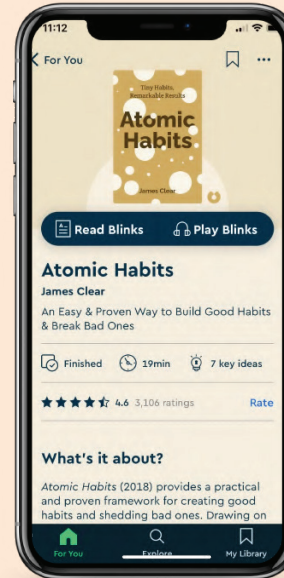 11:12
For You
Tiny Habits,
Remarkable Results
Atomic
Habits
James Clear
Read Blinks
Play Blinks
Atomic Habits
James Clear
An Easy & Proven Way to Build Good Habits
& Break Bad Ones
Finished
19min
7 key ideas
4.6 3,106 ratings
Rate
What's it about?
Atomic Habits (2018) provides a practical
and proven framework for creating good
habits and shedding bad ones. Drawing on
For You
Explore
My Library